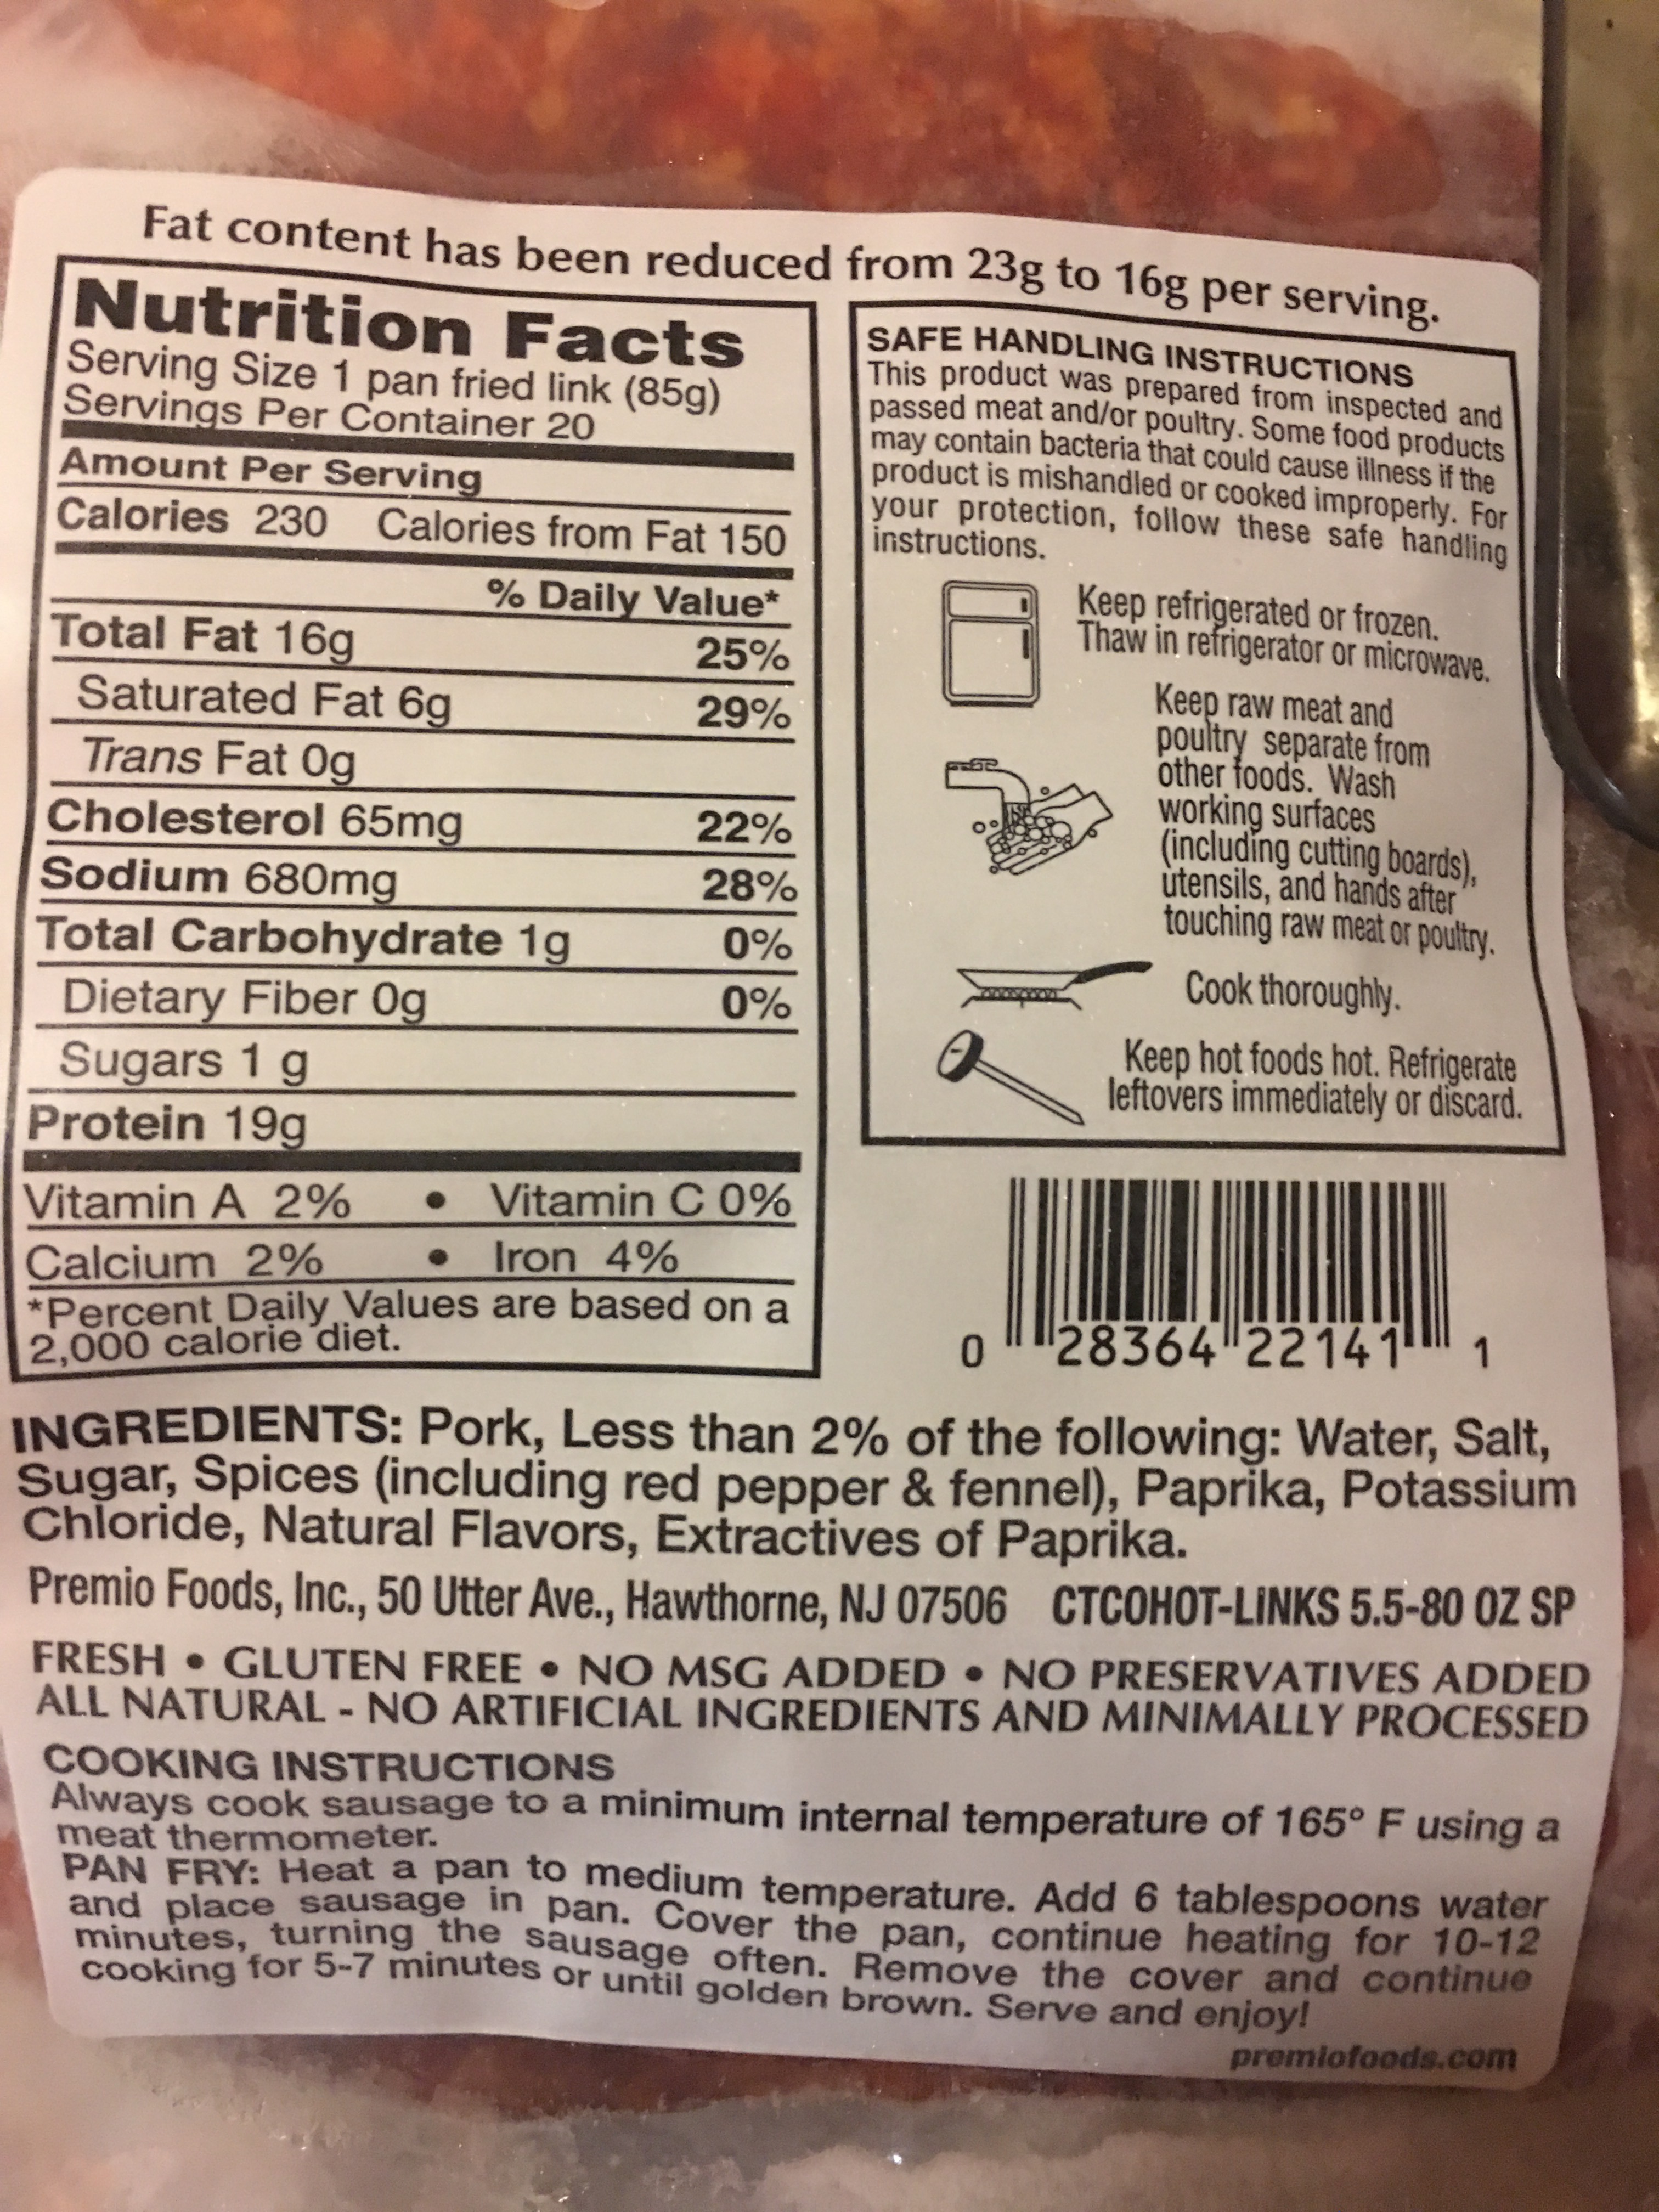 Fat content has been reduced from 23g to 16g per serving.
Nutrition Facts
Serving Size 1 pan fried link (85g)
Servings Per Container 20
Amount Per Serving
Calories 230 Calories from Fat 150
% Daily Value*
Total Fat 16g 25%
Saturated Fat 6g 29%
Trans Fat 0g
Cholesterol 65mg 22%
Sodium 680mg 28%
Total Carbohydrate 1g 0%
Dietary Fiber 0g 0%
Sugars 1 g
Protein 19g
Vitamin A 2% • Vitamin C 0%
Calcium 2% • Iron 4%
*Percent Daily Values are based on a
2,000 calorie diet.
SAFE HANDLING INSTRUCTIONS
This product was prepared from inspected and
passed meat and/or poultry. Some food products
may contain bacteria that could cause illness if the
product is mishandled or cooked improperly. For
your protection, follow these safe handling
instructions.
Keep refrigerated or frozen.
Thaw in refrigerator or microwave.
Keep raw meat and
poultry separate from
other foods. Wash
working surfaces
(including cutting boards),
utensils, and hands after
touching raw meat or poultry.
Cook thoroughly.
Keep hot foods hot. Refrigerate
leftovers immediately or discard.
0 28364 22141 1
INGREDIENTS: Pork, Less than 2% of the following: Water, Salt,
Sugar, Spices (including red pepper & fennel), Paprika, Potassium
Chloride, Natural Flavors, Extractives of Paprika.
Premio Foods, Inc., 50 Utter Ave., Hawthorne, NJ 07506 CTCOHOT-LINKS 5.5-80 OZ SP
FRESH • GLUTEN FREE • NO MSG ADDED • NO PRESERVATIVES ADDED
ALL NATURAL - NO ARTIFICIAL INGREDIENTS AND MINIMALLY PROCESSED
COOKING INSTRUCTIONS
Always cook sausage to a minimum internal temperature of 165° F using a
meat thermometer.
PAN FRY: Heat a pan to medium temperature. Add 6 tablespoons water
and place sausage in pan. Cover the pan, continue heating for 10-12
minutes, turning the sausage often. Remove the cover and continue
cooking for 5-7 minutes or until golden brown. Serve and enjoy!
premiofoods.com